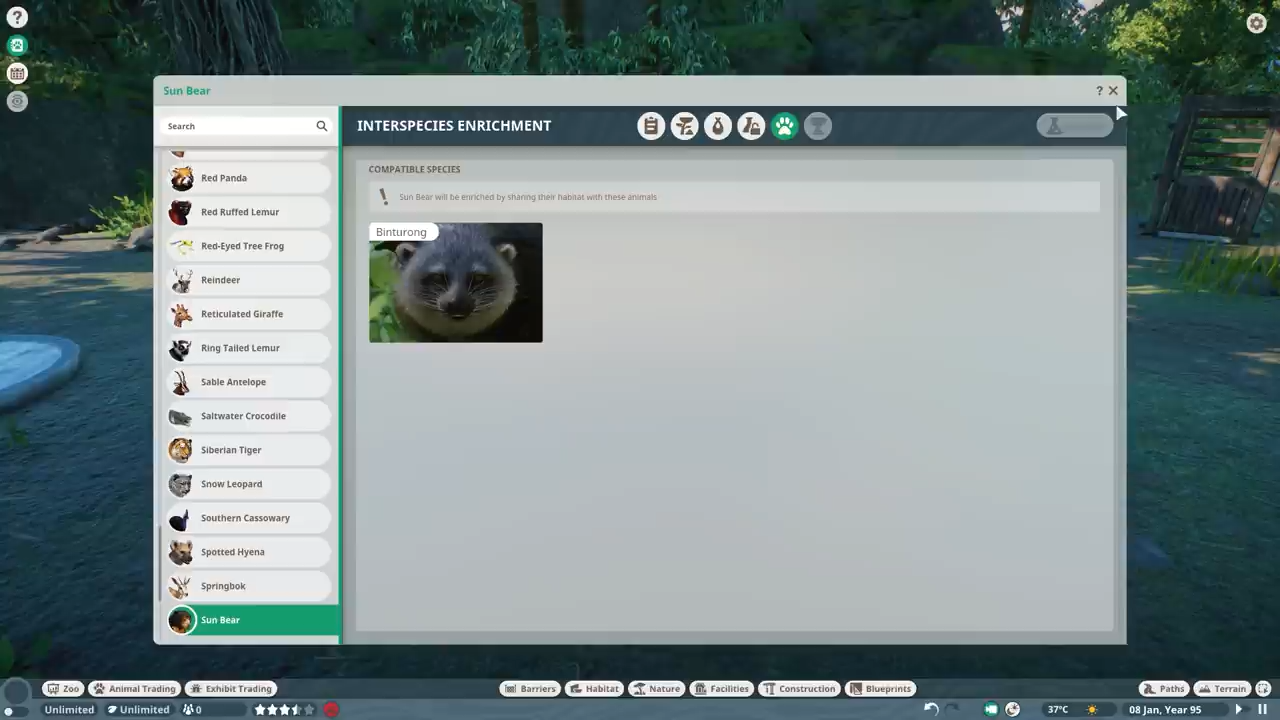 Sun Bear
?
Search
INTERSPECIES ENRICHMENT
COMPATIBLE SPECIES
! Sun Bear will be enriched by sharing their habitat with these animals
Binturong
Red Panda
Red Ruffed Lemur
Red-Eyed Tree Frog
Reindeer
Reticulated Giraffe
Ring Tailed Lemur
Sable Antelope
Saltwater Crocodile
Siberian Tiger
Snow Leopard
Southern Cassowary
Spotted Hyena
Springbok
Sun Bear
Zoo Animal Trading Exhibit Trading Barriers Habitat Nature Facilities Construction Blueprints Paths Terrain
Unlimited Unlimited 0 37°C 08 Jan, Year 95